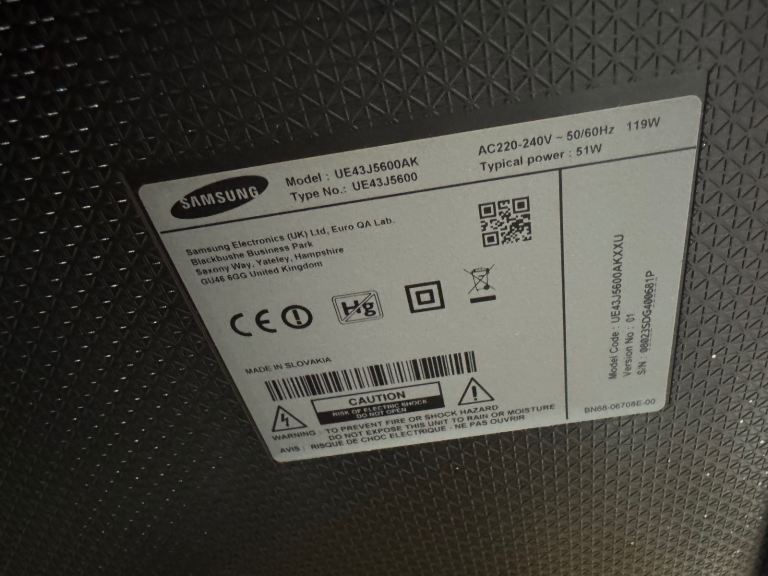 SAMSUNG
Model : UE43J5600AK
Type No.: UE43J5600
AC220-240V ~ 50/60Hz 119W
Typical power : 51W
Samsung Electronics (UK) Ltd, Euro QA Lab.
Blackbushe Business Park
Saxony Way, Yateley, Hampshire
GU46 6GG United Kingdom
CE
Hg
MADE IN SLOVAKIA
CAUTION
RISK OF ELECTRIC SHOCK
DO NOT OPEN
WARNING : TO PREVENT FIRE OR SHOCK HAZARD
DO NOT EXPOSE THIS UNIT TO RAIN OR MOISTURE
AVIS : RISQUE DE CHOC ELECTRIQUE - NE PAS OUVRIR
Model Code : UE43J5600AKXXU
Version No : 01
S/N : 08023SDG400681P
BN68-06708E-00